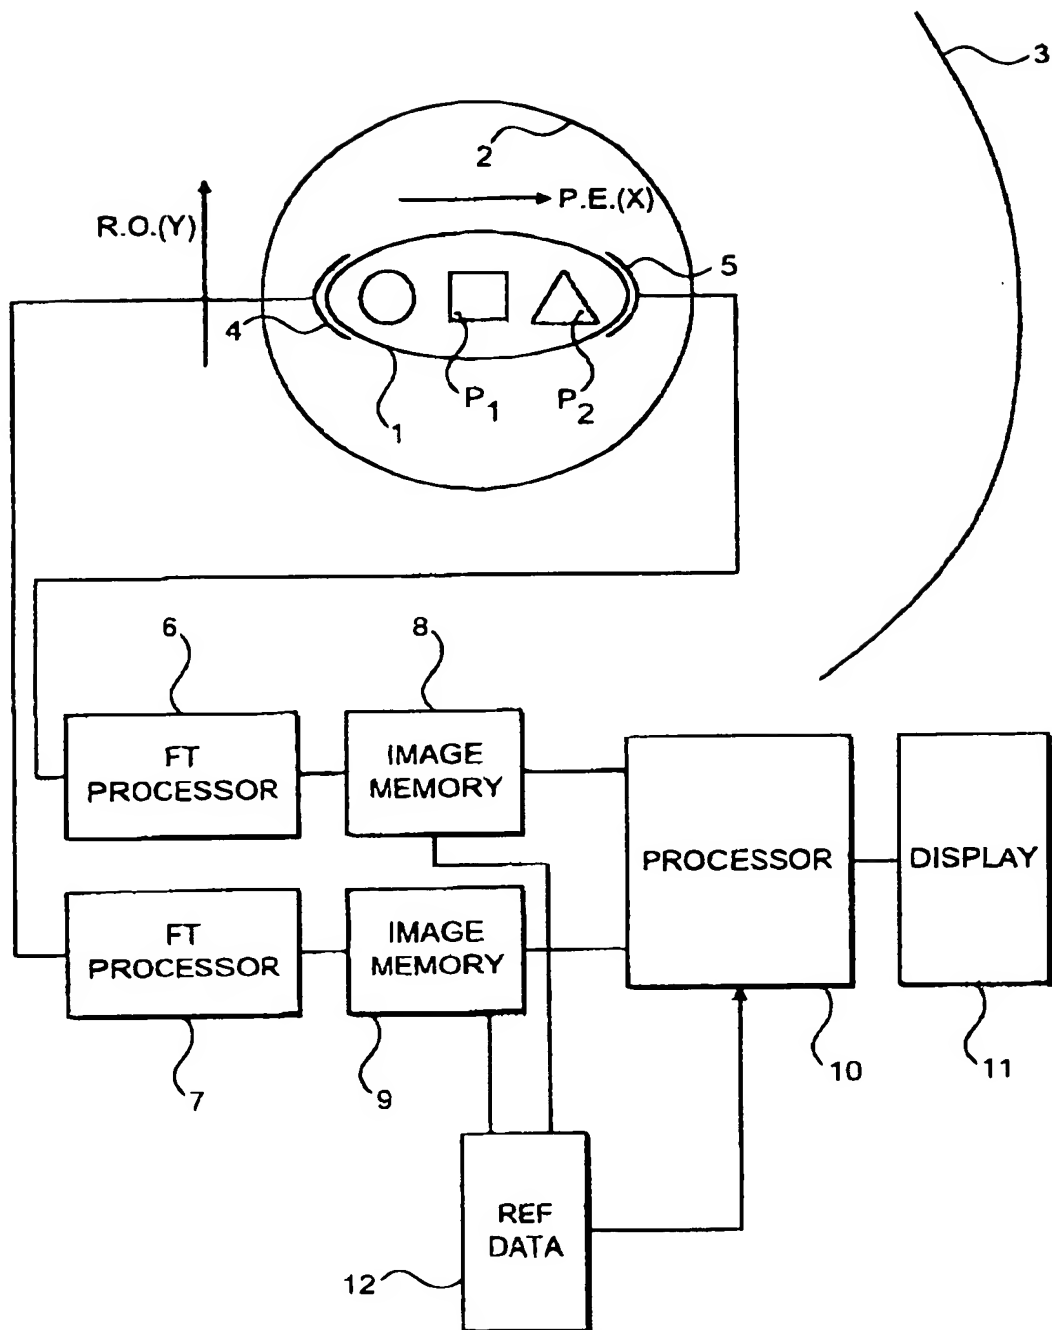 3
2
P.E.(X)
R.O.(Y)
5
4
1
P1
P2
6
8
FT
PROCESSOR
IMAGE
MEMORY
PROCESSOR
DISPLAY
FT
PROCESSOR
IMAGE
MEMORY
7
9
10
11
REF
DATA
12